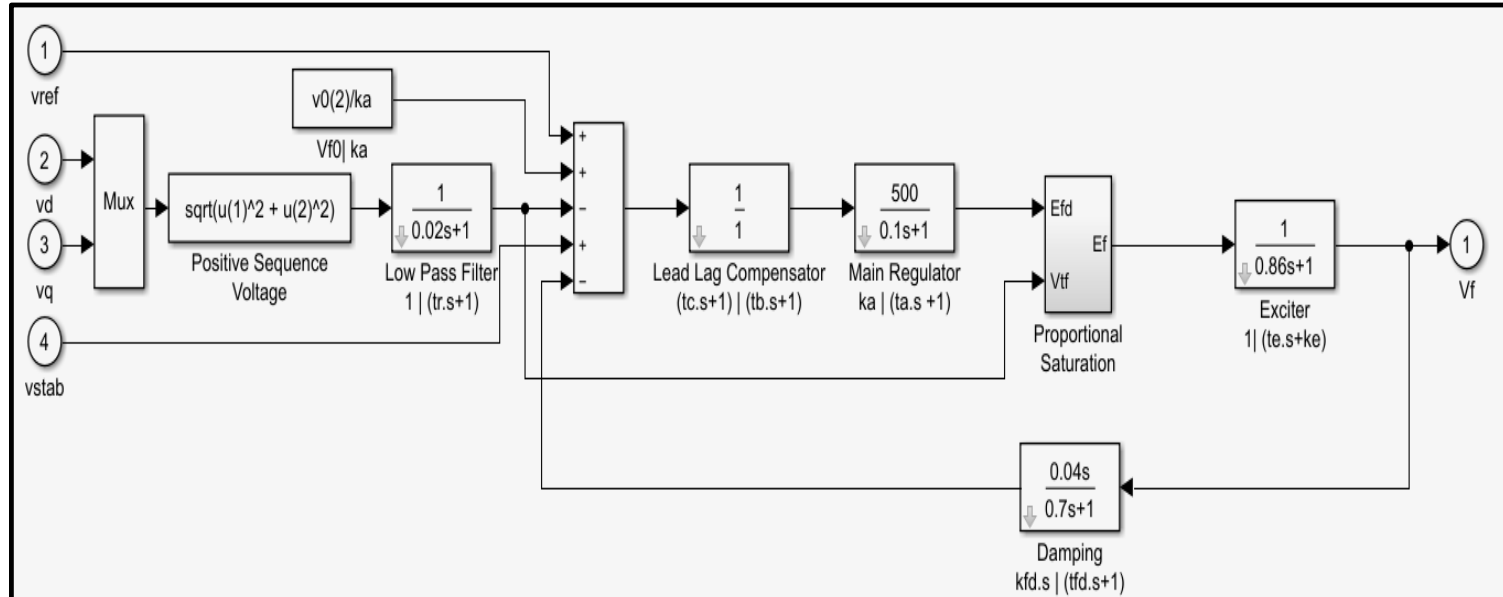 1
vref
2
vd
3
vq
4
vstab
Mux
v0(2)/ka
Vf0| ka
sqrt(u(1)^2 + u(2)^2)
Positive Sequence
Voltage
1
0.02s+1
Low Pass Filter
1 | (tr.s+1)
+
+
−
+
−
1
1
Lead Lag Compensator
(tc.s+1) | (tb.s+1)
500
0.1s+1
Main Regulator
ka | (ta.s +1)
Efd
Ef
Vtf
Proportional
Saturation
1
0.86s+1
Exciter
1| (te.s+ke)
1
Vf
0.04s
0.7s+1
Damping
kfd.s | (tfd.s+1)